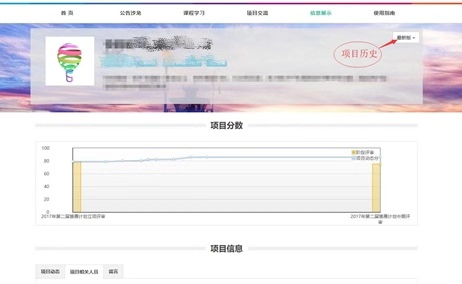 首 页 公告沙龙 课程学习 项目交流 信息展示 使用指南
最新版
项目历史
项目分数
100
80
60
40
20
0
阶段评审
项目动态分
2017年第二届慧鹰计划立项评审
2017年第二届慧鹰计划中期评审
项目信息
项目动态 项目相关人员 留言